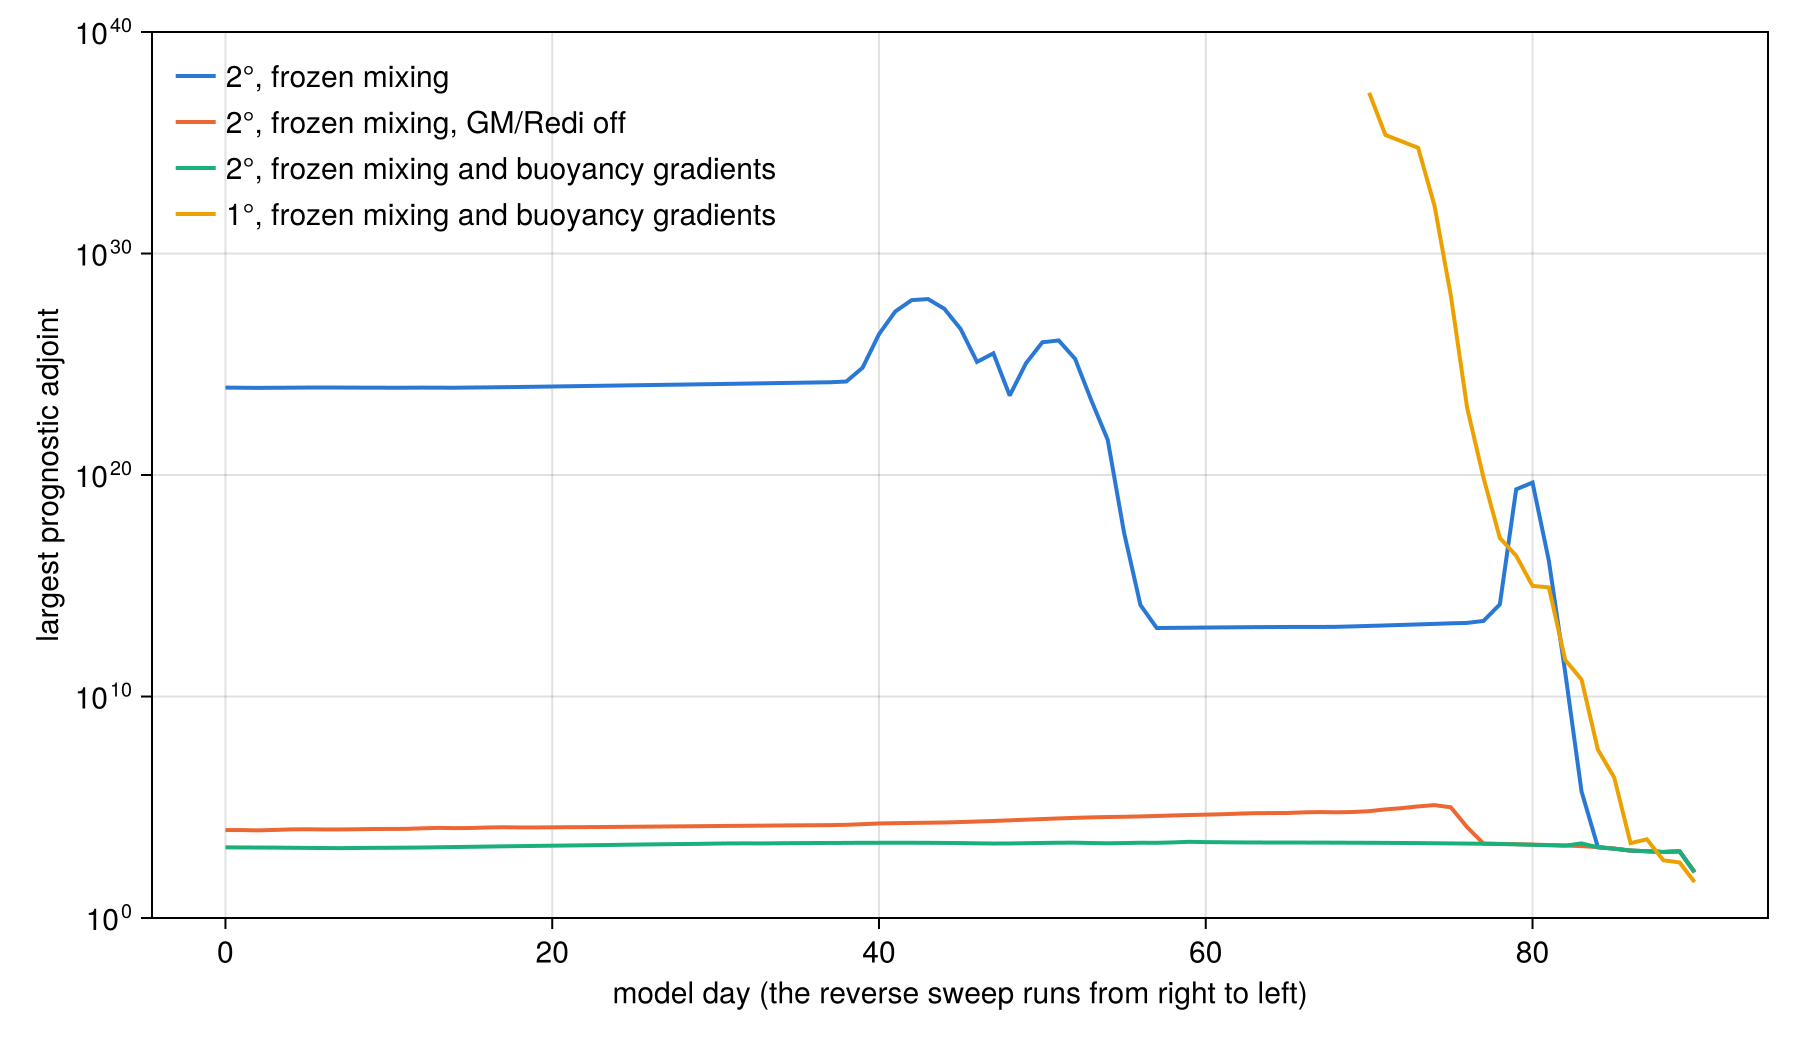 10^40
2°, frozen mixing
2°, frozen mixing, GM/Redi off
2°, frozen mixing and buoyancy gradients
1°, frozen mixing and buoyancy gradients
10^30
10^20
10^10
10^0
largest prognostic adjoint
0 20 40 60 80
model day (the reverse sweep runs from right to left)